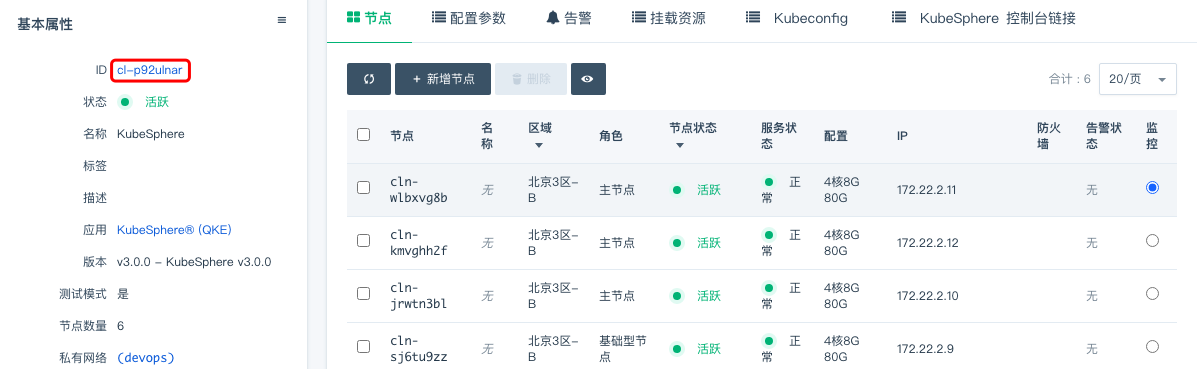 基本属性
ID cl-p92ulnar
状态 活跃
名称 KubeSphere
标签
描述
应用 KubeSphere® (QKE)
版本 v3.0.0 - KubeSphere v3.0.0
测试模式 是
节点数量 6
私有网络 (devops)
节点 配置参数 告警 挂载资源 Kubeconfig KubeSphere 控制台链接
+ 新增节点 删除 合计：6 20/页
节点 名称 区域 角色 节点状态 服务状态 配置 IP 防火墙 告警状态 监控
cln-wlbxvg8b 无 北京3区-B 主节点 活跃 正常 4核8G 80G 172.22.2.11 无
cln-kmvghh2f 无 北京3区-B 主节点 活跃 正常 4核8G 80G 172.22.2.12 无
cln-jrwtn3bl 无 北京3区-B 主节点 活跃 正常 4核8G 80G 172.22.2.10 无
cln-sj6tu9zz 无 北京3区-B 基础型节点 活跃 正常 4核8G 80G 172.22.2.9 无